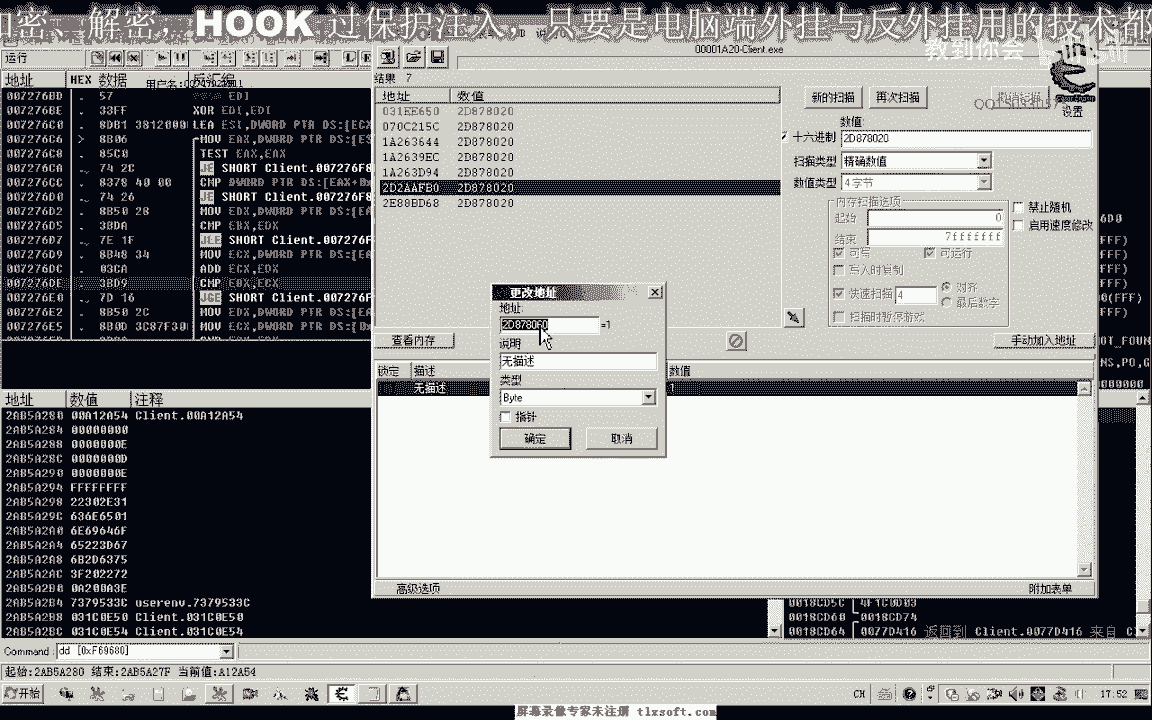 口密、解密，HOOK 过保护注入， 只要是电脑端外挂与反外挂用的技术都
教到你会
运行
00001A20-Client.exe
地址 HEX 数据 反汇编
用户名:
007276BD . 57
007276BE . 33FF XOR EDI,EDI
007276C0 . 8DB1 38120000 LEA ESI,DWORD PTR DS:[ECX
007276C6 > 8B06 MOV EAX,DWORD PTR DS:[ES
007276C8 . 85C0 TEST EAX,EAX
007276CA 74 2C JE SHORT Client.007276F8
007276CC . 8378 40 00 CMP DWORD PTR DS:[EAX+
007276D0 74 26 JE SHORT Client.007276F8
007276D2 . 8B50 28 MOV EDX,DWORD PTR DS:[EA
007276D5 . 3BDA CMP EBX,EDX
007276D7 7E 1F JLE SHORT Client.007276F
007276D9 . 8B48 34 MOV ECX,DWORD PTR DS:[EA
007276DC . 03CA ADD ECX,EDX
007276DE . 3BD9 CMP EBX,ECX
007276E0 7D 16 JGE SHORT Client.007276F
007276E2 . 8B50 2C MOV EDX,DWORD PTR DS:[EA
007276E5 . 8B0D 3C87F30 MOV ECX,DWORD PTR DS:[
结果 7
地址 数值
031EE650 2D878020
070C215C 2D878020
1A263644 2D878020
1A2639EC 2D878020
1A263D94 2D878020
2D2AAFB0 2D878020
2E89BD68 2D878020
新的扫描 再次扫描 撤消扫描
设置
数值:
十六进制 2D878020
扫描类型 精确数值
数值类型 4字节
内存扫描选项
起始 0
结束 7fffffff
可写 可运行
写入时复制
快速扫描 4 对齐
最后数字
扫描时暂停游戏
禁止随机
启用速度修改
查看内存 手动加入地址
锁定 描述 数值
无描述 1
更改地址
地址:
2D878060 =1
说明
无描述
类型
Byte
指针
确定 取消
高级选项 附加表单
地址 数值 注释
2AB5A280 00A12A54 Client.00A12A54
2AB5A284 00000000
2AB5A288 0000000E
2AB5A28C 0000000D
2AB5A290 0000000E
2AB5A294 FFFFFFFF
2AB5A298 22302E31
2AB5A29C 636E6501
2AB5A2A0 6E69646F
2AB5A2A4 65223D67
2AB5A2A8 6B2D6375
2AB5A2AC 3F202272
2AB5A2B0 0A200A3E
2AB5A2B4 7379533C userenv.7379533C
2AB5A2B8 031C0E50 Client.031C0E50
2AB5A2BC 031C0E54 Client.031C0E54
0018CD5C 4F1C0D03
0018CD60 0018CD74
0018CD64 0077D416 返回到 Client.0077D416 来自 C
Command: dd [0xF69680]
起始:2AB5A280 结束:2AB5A27F 当前值:A12A54
开始
CH
17:52
屏幕录像专家未注册 tlxsoft.com